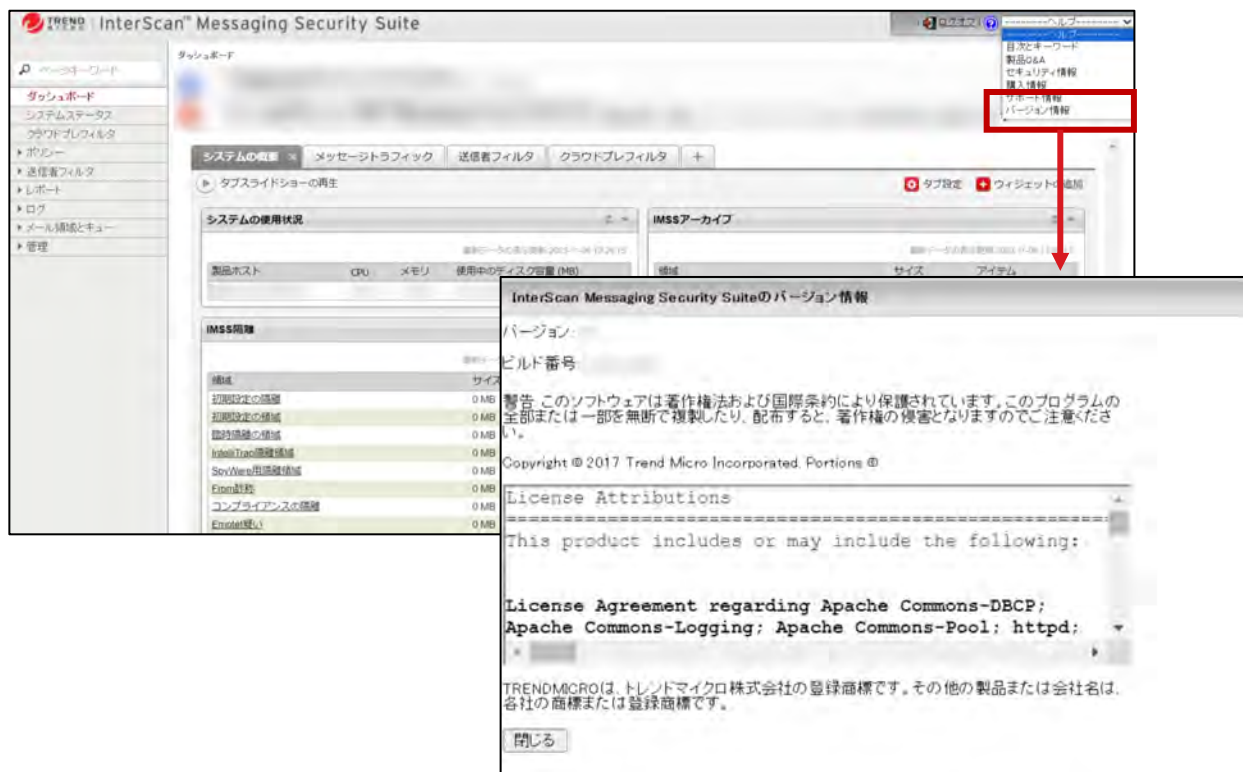 TREND MICRO InterScan™ Messaging Security Suite
ログオフ
----------ヘルプ----------
----------ヘルプ----------
目次とキーワード
製品Q&A
セキュリティ情報
購入情報
サポート情報
バージョン情報
ダッシュボード
ダッシュボード
システムステータス
クラウドプレフィルタ
ポリシー
送信者フィルタ
レポート
ログ
メール領域とキュー
管理
システムの概要 メッセージトラフィック 送信者フィルタ クラウドプレフィルタ +
タブスライドショーの再生
タブ設定 ウィジェットの追加
システムの使用状況
製品ホスト CPU メモリ 使用中のディスク容量 (MB)
IMSSアーカイブ
領域 サイズ アイテム
IMSS隔離
領域
初期設定の隔離 0 MB
初期設定の領域 0 MB
臨時隔離の領域 0 MB
IntelliTrap隔離領域 0 MB
SpyWare用隔離領域 0 MB
From詐称 0 MB
コンプライアンスの隔離 0 MB
Emotet疑い 0 MB
InterScan Messaging Security Suiteのバージョン情報
バージョン:
ビルド番号:
警告: このソフトウェアは著作権法および国際条約により保護されています。このプログラムの
全部または一部を無断で複製したり、配布すると、著作権の侵害となりますのでご注意くださ
い。
Copyright © 2017 Trend Micro Incorporated. Portions ©
License Attributions
=====================================================
This product includes or may include the following:
License Agreement regarding Apache Commons-DBCP;
Apache Commons-Logging; Apache Commons-Pool; httpd;
TRENDMICROは、トレンドマイクロ株式会社の登録商標です。その他の製品または会社名は、
各社の商標または登録商標です。
閉じる